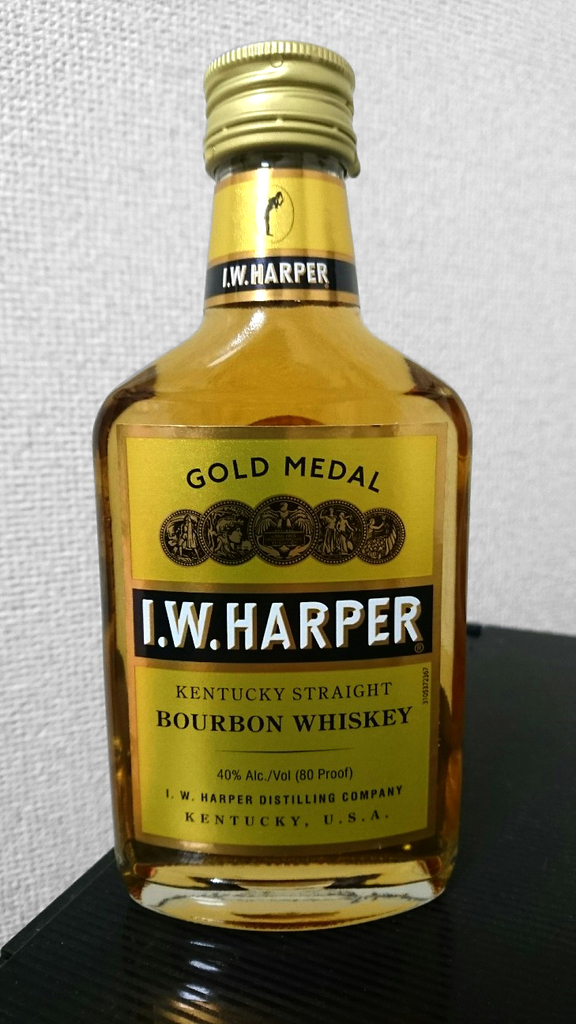 I.W.HARPER
GOLD MEDAL
I.W.HARPER®
KENTUCKY STRAIGHT
BOURBON WHISKEY
40% Alc./Vol (80 Proof)
I. W. HARPER DISTILLING COMPANY
KENTUCKY, U.S.A.